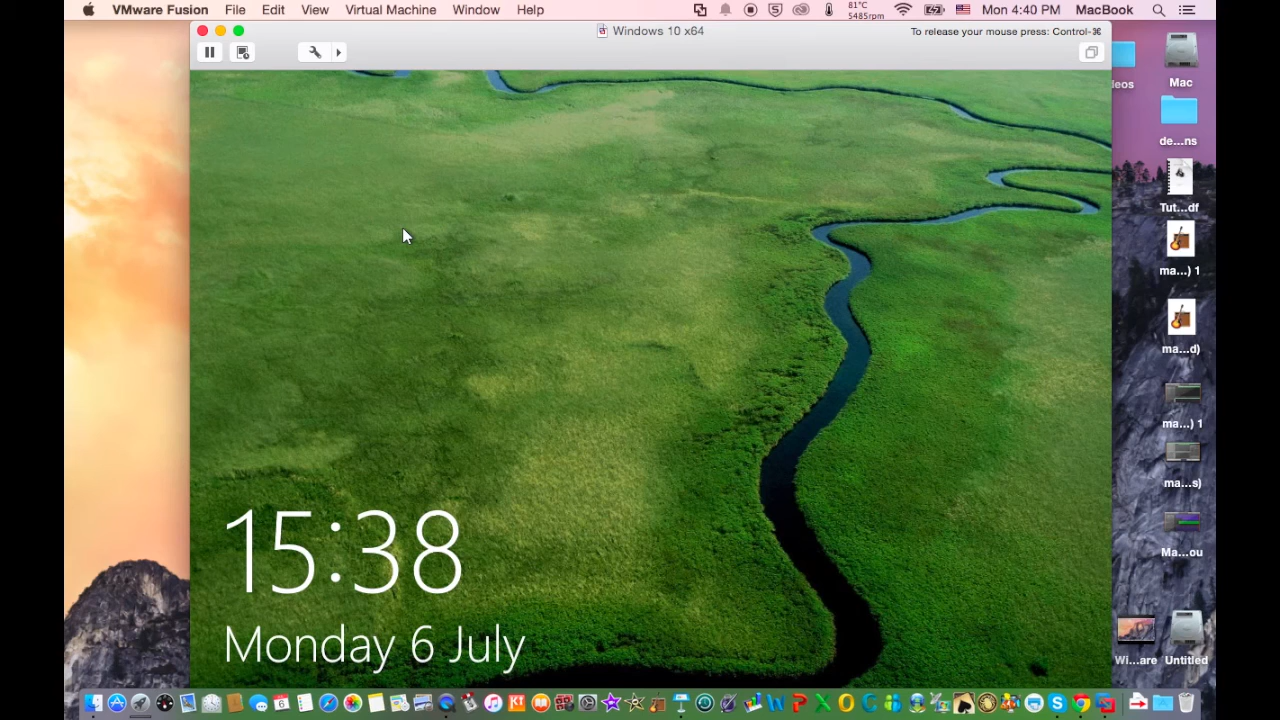 VMware Fusion File Edit View Virtual Machine Window Help 81°C 5485rpm Mon 4:40 PM MacBook
Windows 10 x64
To release your mouse press: Control-⌘
eos
Mac
de...ns
Tut...df
ma...) 1
ma...d)
ma...) 1
ma...s)
Ma...ou
Wi...are
Untitled
15:38
Monday 6 July